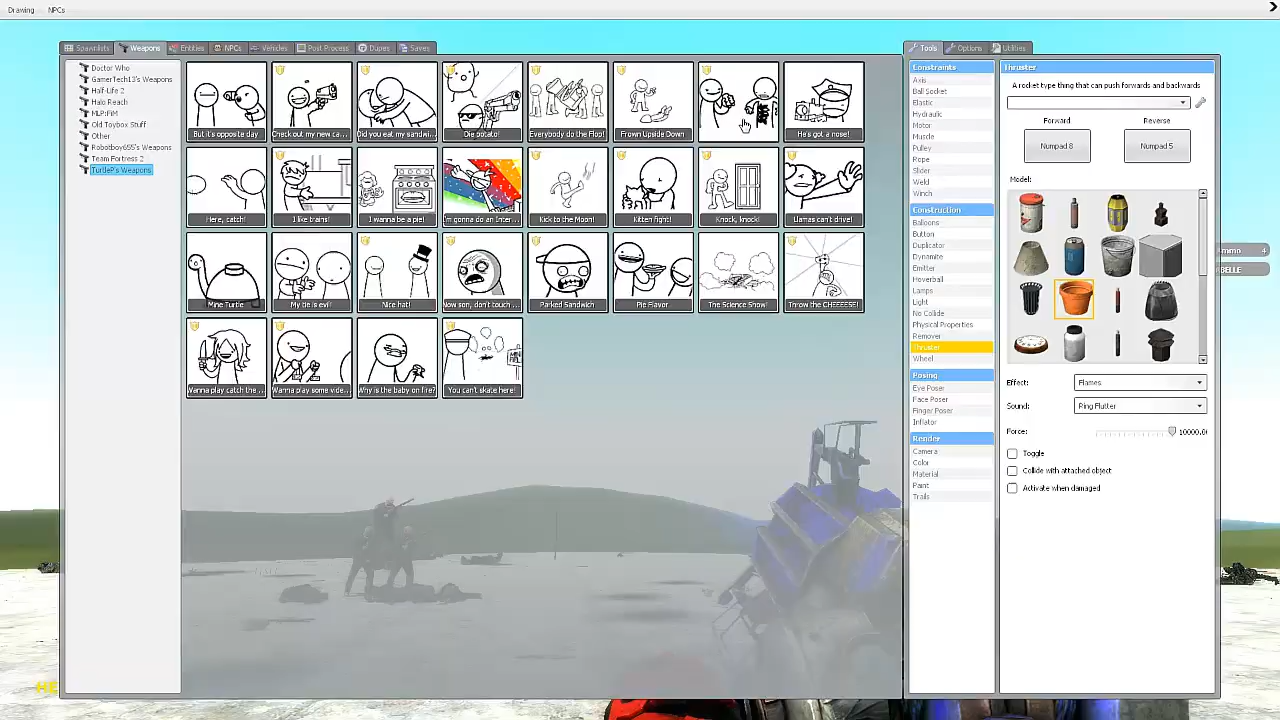 Drawing NPCs
Spawnlists Weapons Entities NPCs Vehicles Post Process Dupes Saves
Doctor Who
GamerTech13's Weapons
Half-Life 2
Halo Reach
MLP:FiM
Old Toybox Stuff
Other
Robotboy655's Weapons
Team Fortress 2
TurtleP's Weapons
But it's opposite day
Check out my new ca...
Did you eat my sandwi...
Die potato!
Everybody do the Flop!
Frown Upside Down
He's got a nose!
Here, catch!
I like trains!
I wanna be a pie!
I'm gonna do an Inter...
Kick to the Moon!
Kitten fight!
Knock, knock!
Llamas can't drive!
Mine Turtle
My tie is evil!
Nice hat!
Now son, don't touch ...
Parked Sandwich
Pie Flavor
The Science Show!
Throw the CHEEEESE!
Wanna play catch the ...
Wanna play some vide...
Why is the baby on fire?
You can't skate here!
Tools Options Utilities
Constraints
Axis
Ball Socket
Elastic
Hydraulic
Motor
Muscle
Pulley
Rope
Slider
Weld
Winch
Construction
Balloons
Button
Duplicator
Dynamite
Emitter
Hoverball
Lamps
Light
No Collide
Physical Properties
Remover
Thruster
Wheel
Posing
Eye Poser
Face Poser
Finger Poser
Inflator
Render
Camera
Color
Material
Paint
Trails
Thruster
A rocket type thing that can push forwards and backwards
Forward Reverse
Numpad 8 Numpad 5
Model:
Effect: Flames
Sound: Ring Flutter
Force: 10000.0
Toggle
Collide with attached object
Activate when damaged
mmo 4
BELLE
HE